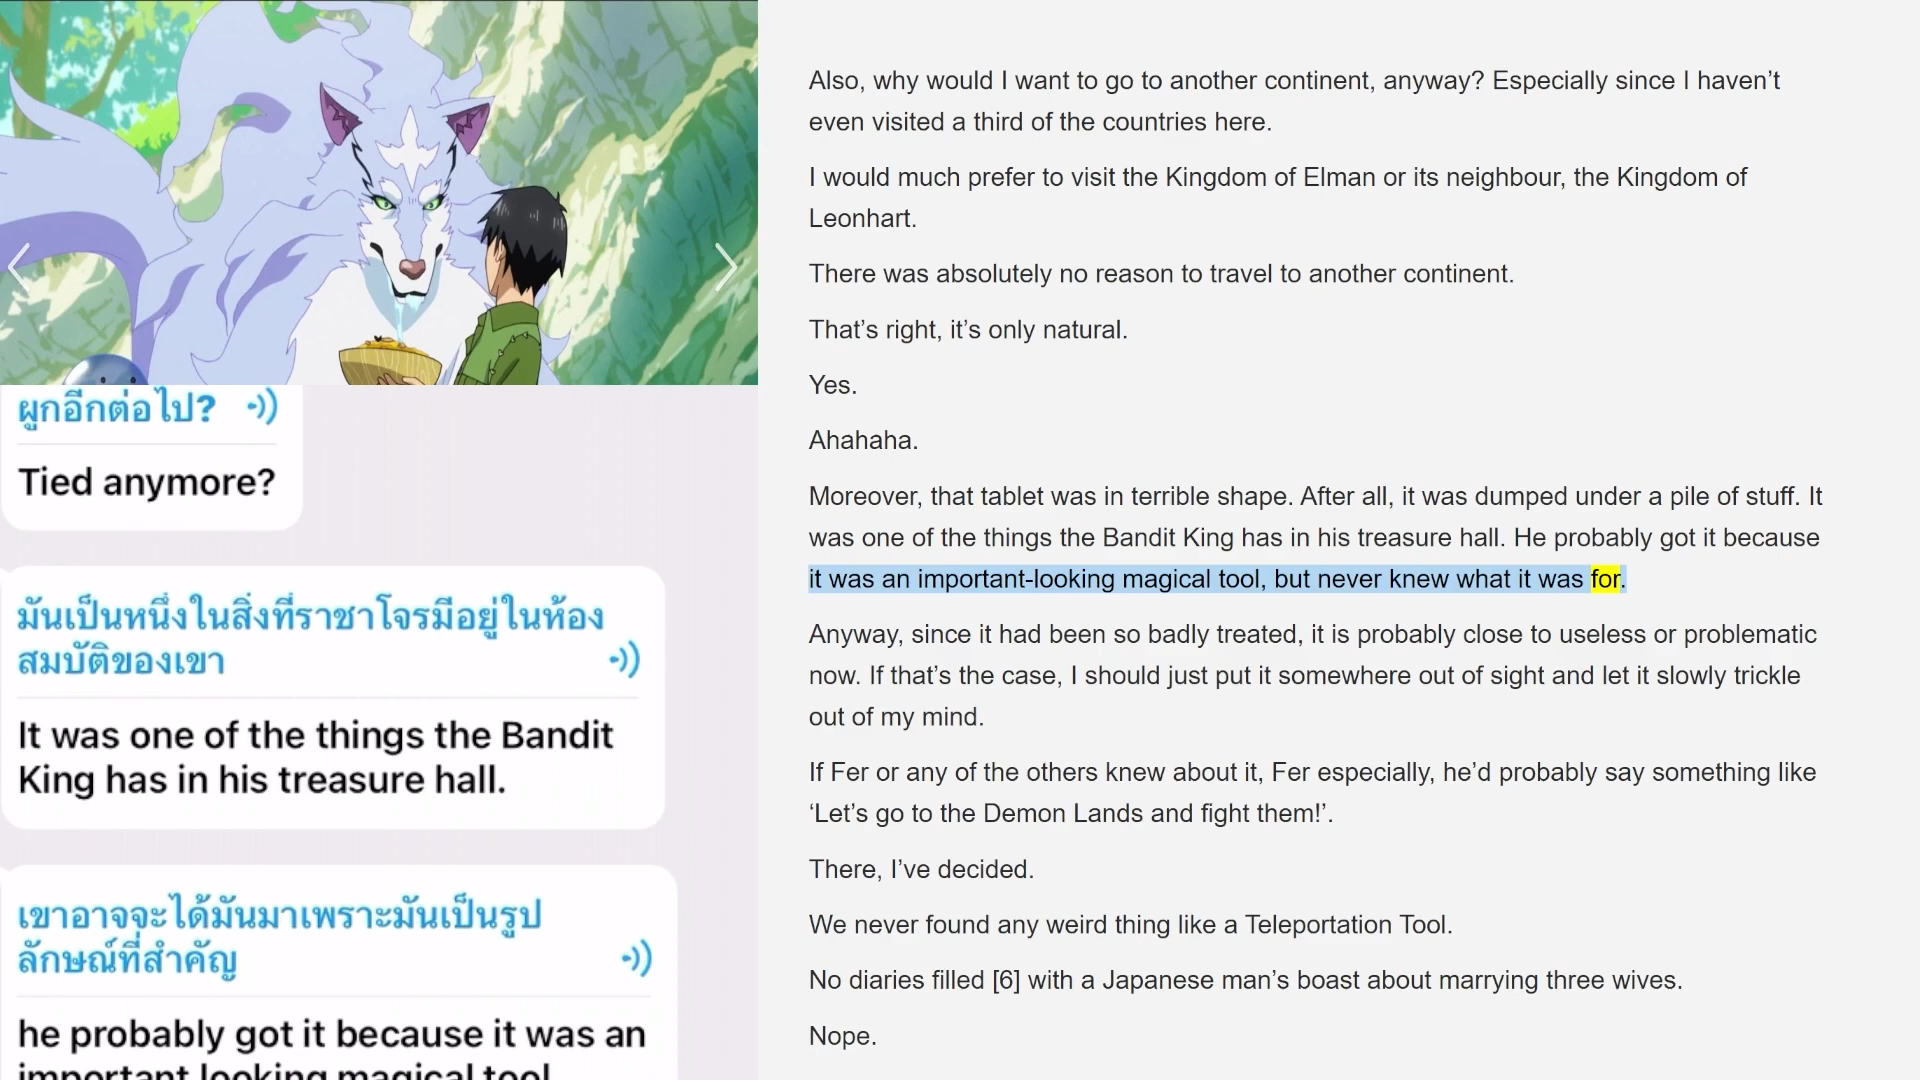 ผูกอีกต่อไป?
Tied anymore?
มันเป็นหนึ่งในสิ่งที่ราชาโจรมีอยู่ในห้อง
สมบัติของเขา
It was one of the things the Bandit
King has in his treasure hall.
เขาอาจจะได้มันมาเพราะมันเป็นรูป
ลักษณ์ที่สำคัญ
he probably got it because it was an
important looking magical tool
Also, why would I want to go to another continent, anyway? Especially since I haven’t
even visited a third of the countries here.
I would much prefer to visit the Kingdom of Elman or its neighbour, the Kingdom of
Leonhart.
There was absolutely no reason to travel to another continent.
That’s right, it’s only natural.
Yes.
Ahahaha.
Moreover, that tablet was in terrible shape. After all, it was dumped under a pile of stuff. It
was one of the things the Bandit King has in his treasure hall. He probably got it because
it was an important-looking magical tool, but never knew what it was for.
Anyway, since it had been so badly treated, it is probably close to useless or problematic
now. If that’s the case, I should just put it somewhere out of sight and let it slowly trickle
out of my mind.
If Fer or any of the others knew about it, Fer especially, he’d probably say something like
‘Let’s go to the Demon Lands and fight them!’.
There, I’ve decided.
We never found any weird thing like a Teleportation Tool.
No diaries filled [6] with a Japanese man’s boast about marrying three wives.
Nope.